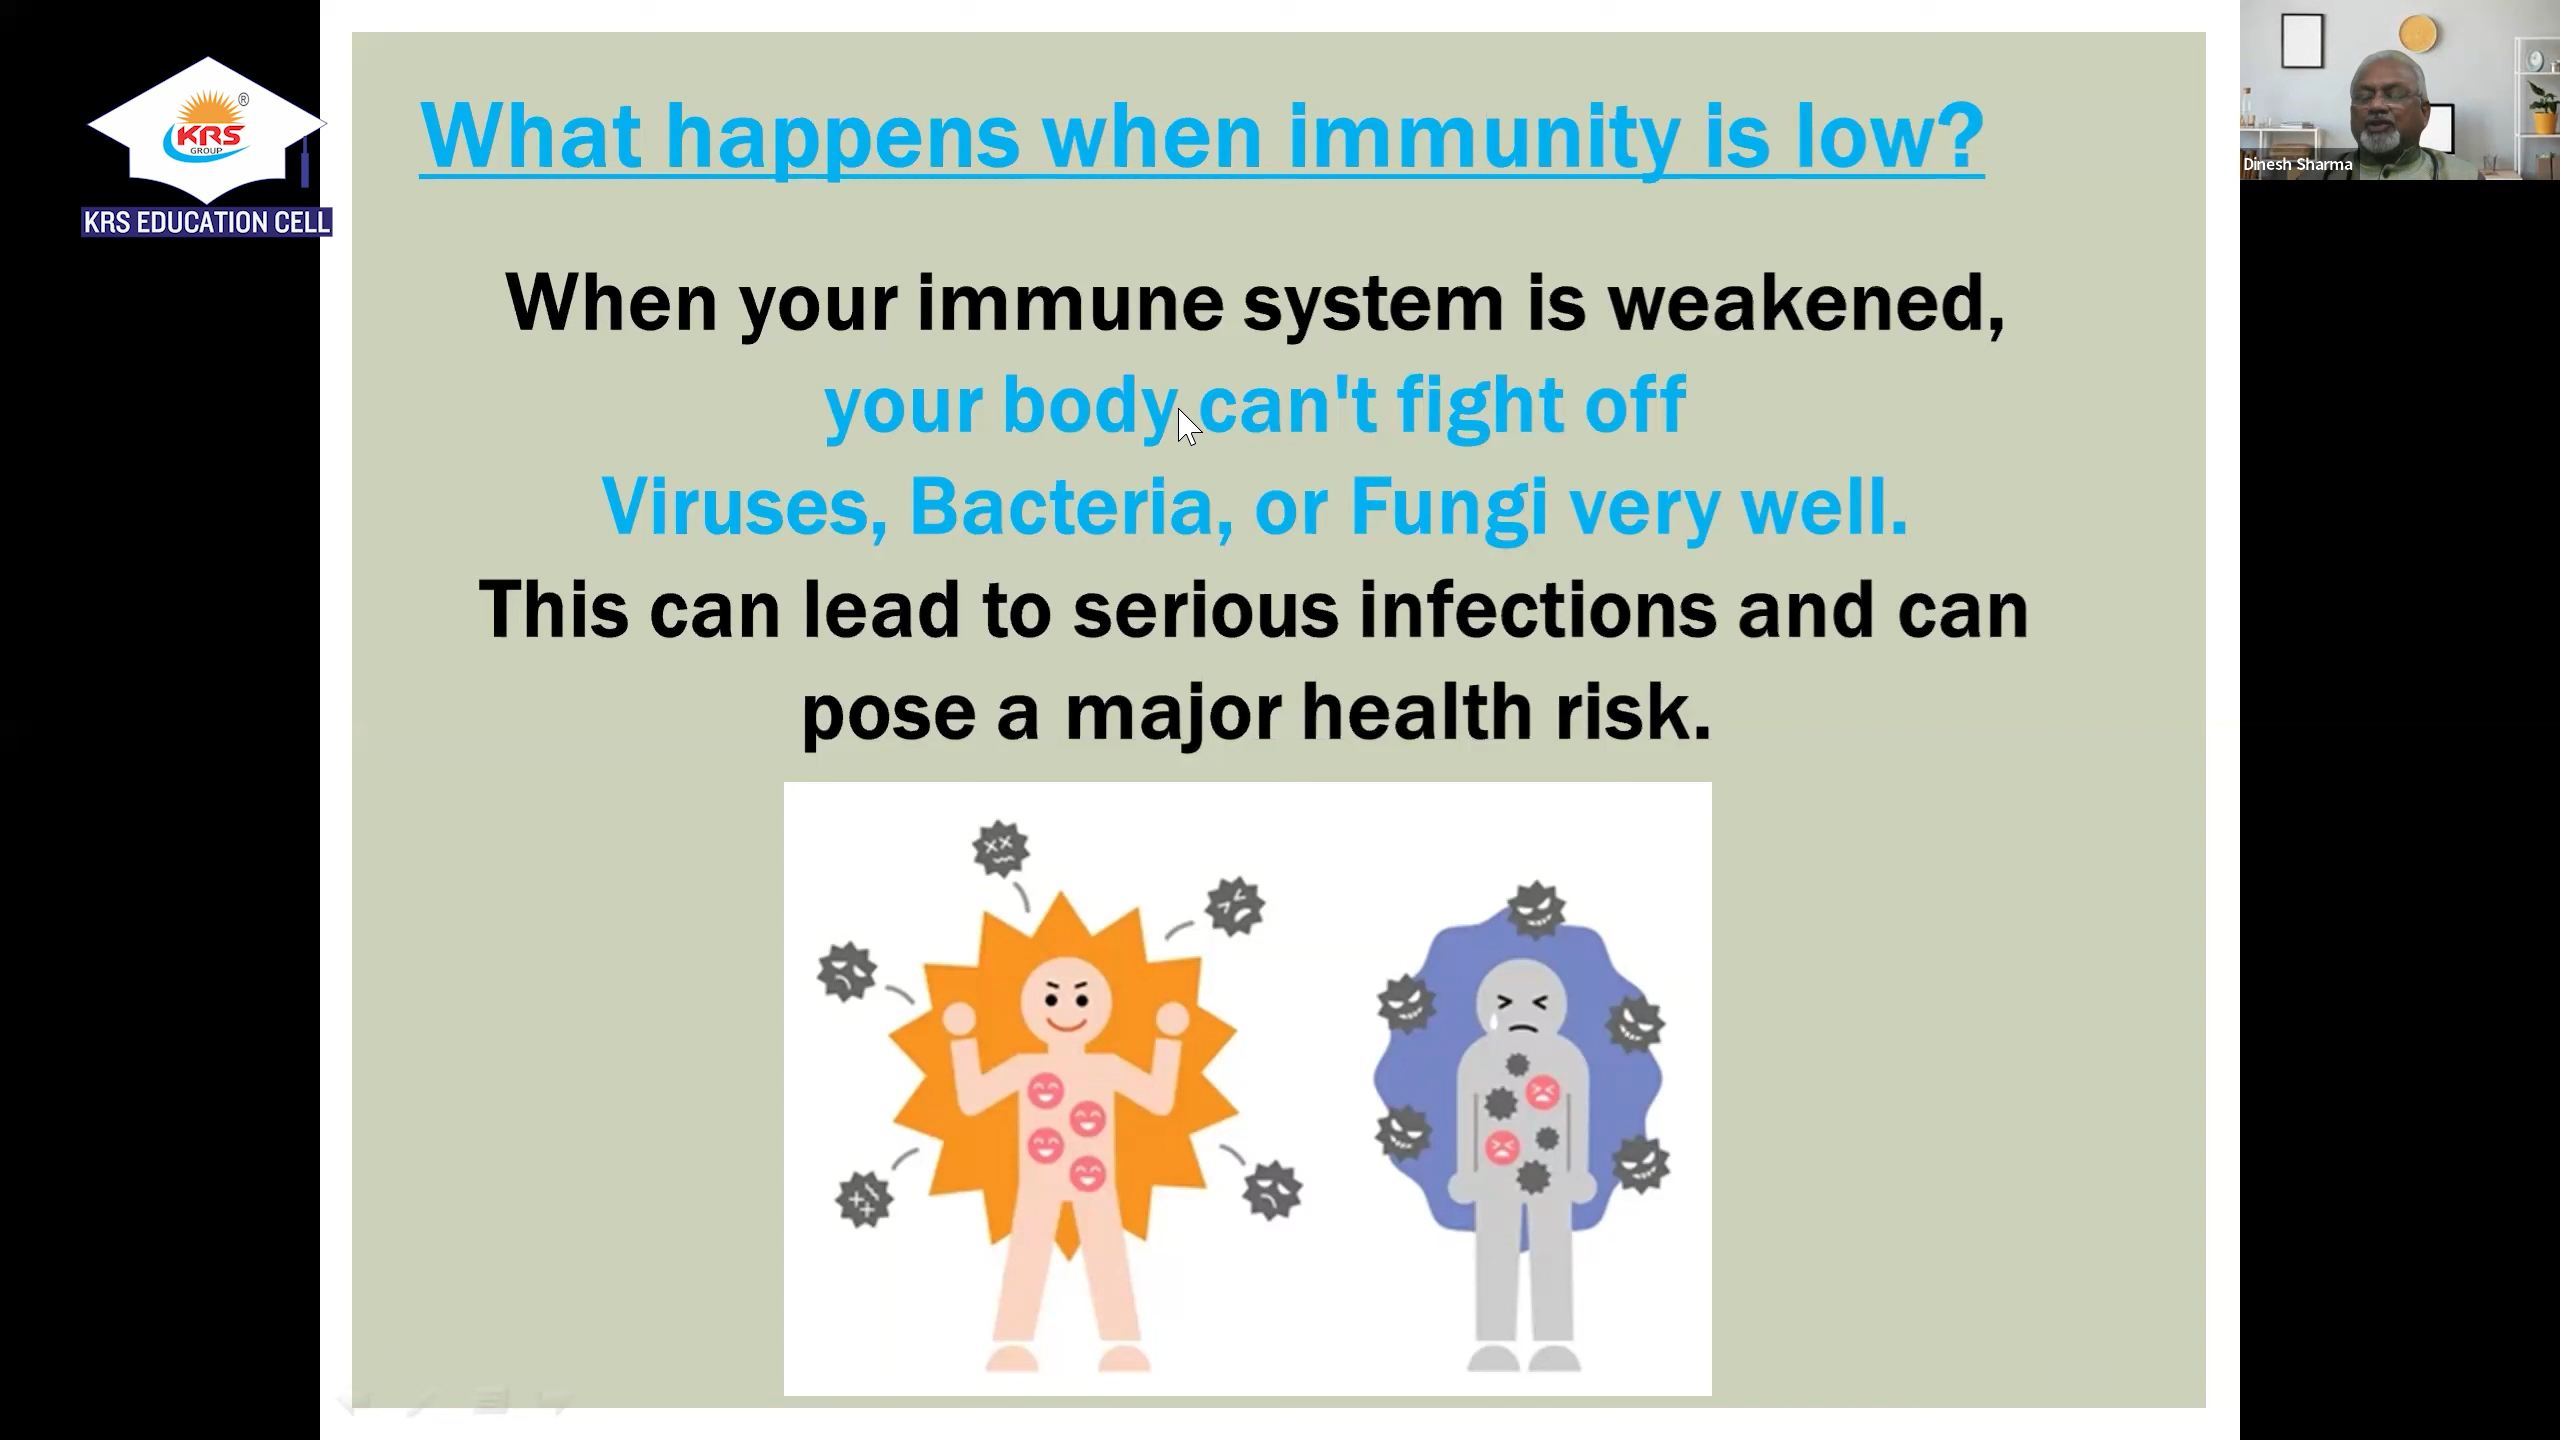 KRS
GROUP
®
KRS EDUCATION CELL
What happens when immunity is low?
When your immune system is weakened,
your body can't fight off
Viruses, Bacteria, or Fungi very well.
This can lead to serious infections and can
pose a major health risk.
Dinesh Sharma